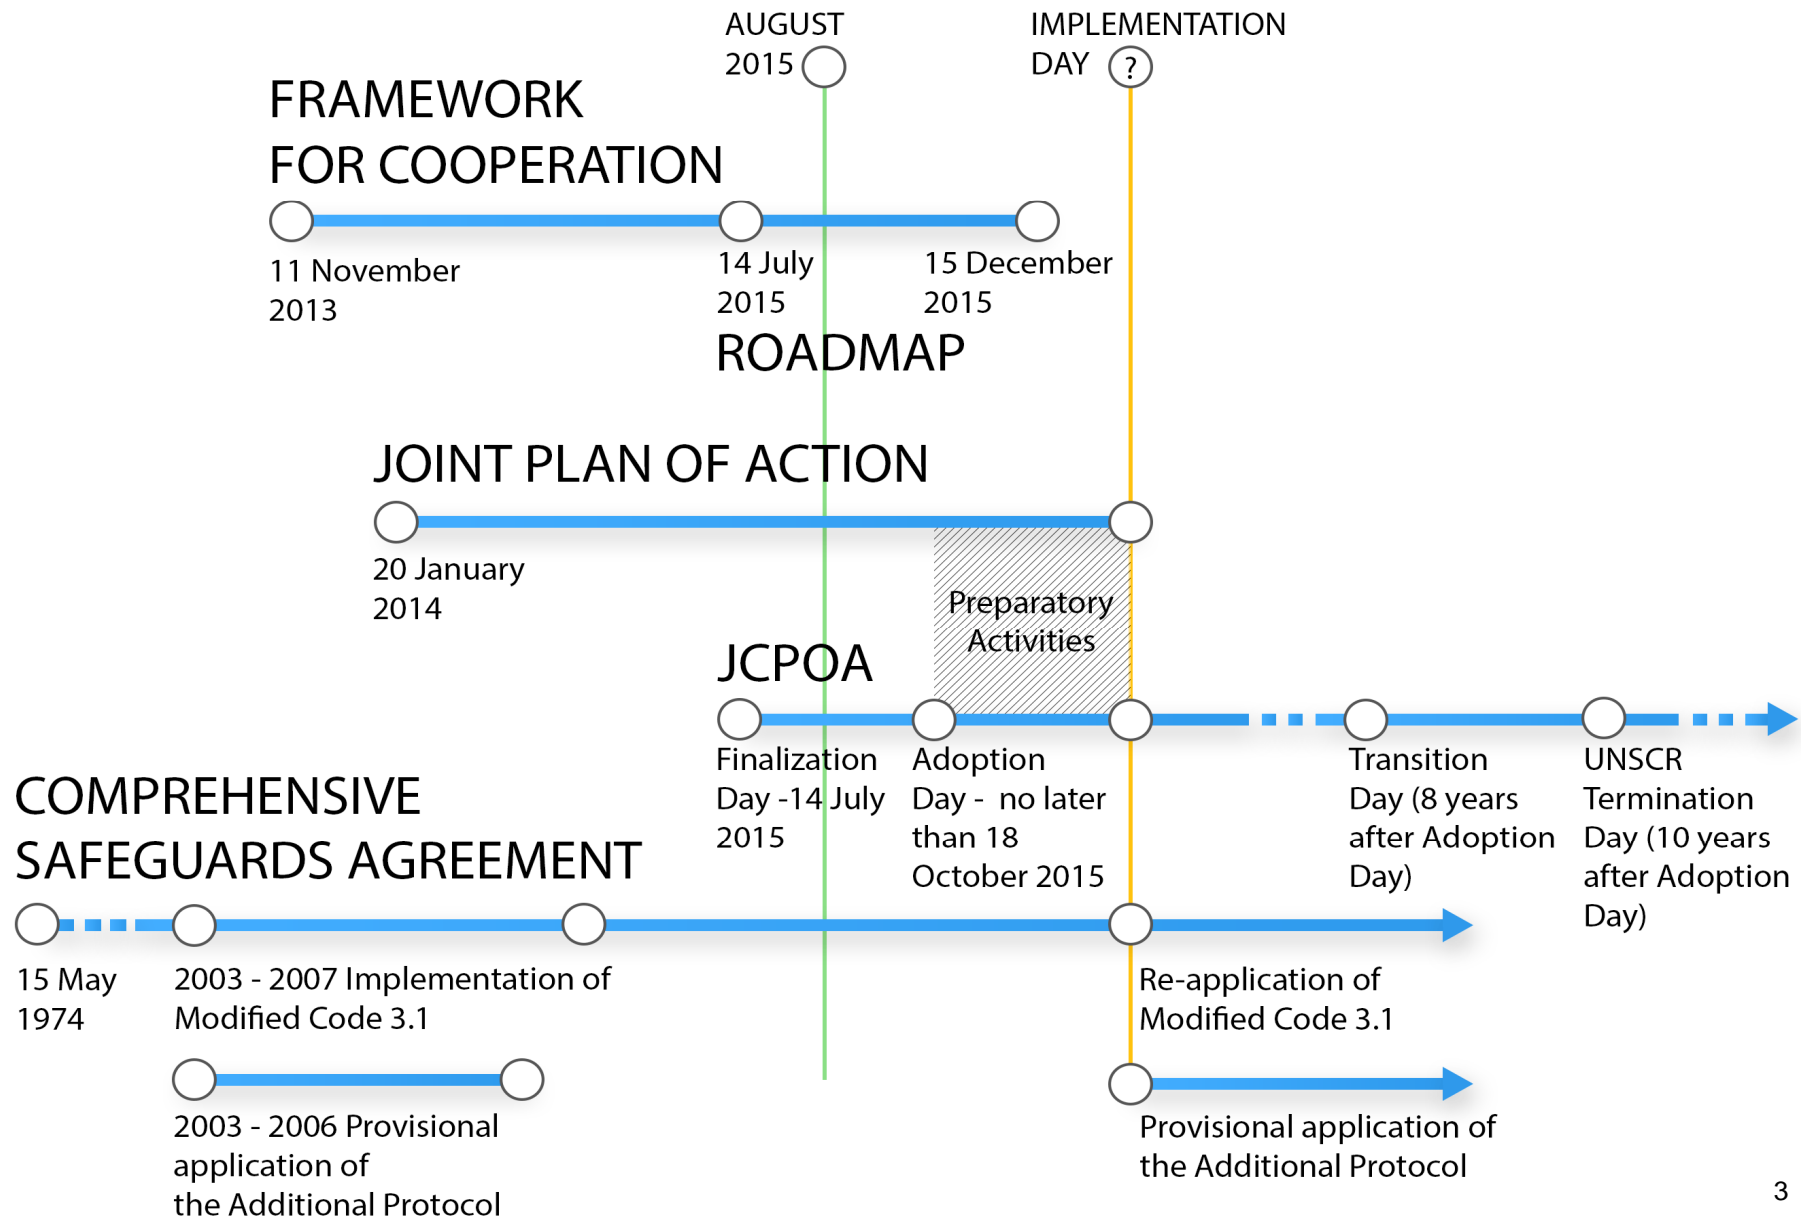 AUGUST
2015
IMPLEMENTATION
DAY ?
FRAMEWORK
FOR COOPERATION
11 November
2013
14 July
2015
15 December
2015
ROADMAP
JOINT PLAN OF ACTION
20 January
2014
Preparatory
Activities
JCPOA
Finalization
Day -14 July
2015
Adoption
Day - no later
than 18
October 2015
Transition
Day (8 years
after Adoption
Day)
UNSCR
Termination
Day (10 years
after Adoption
Day)
COMPREHENSIVE
SAFEGUARDS AGREEMENT
15 May
1974
2003 - 2007 Implementation of
Modified Code 3.1
Re-application of
Modified Code 3.1
2003 - 2006 Provisional
application of
the Additional Protocol
Provisional application of
the Additional Protocol
3